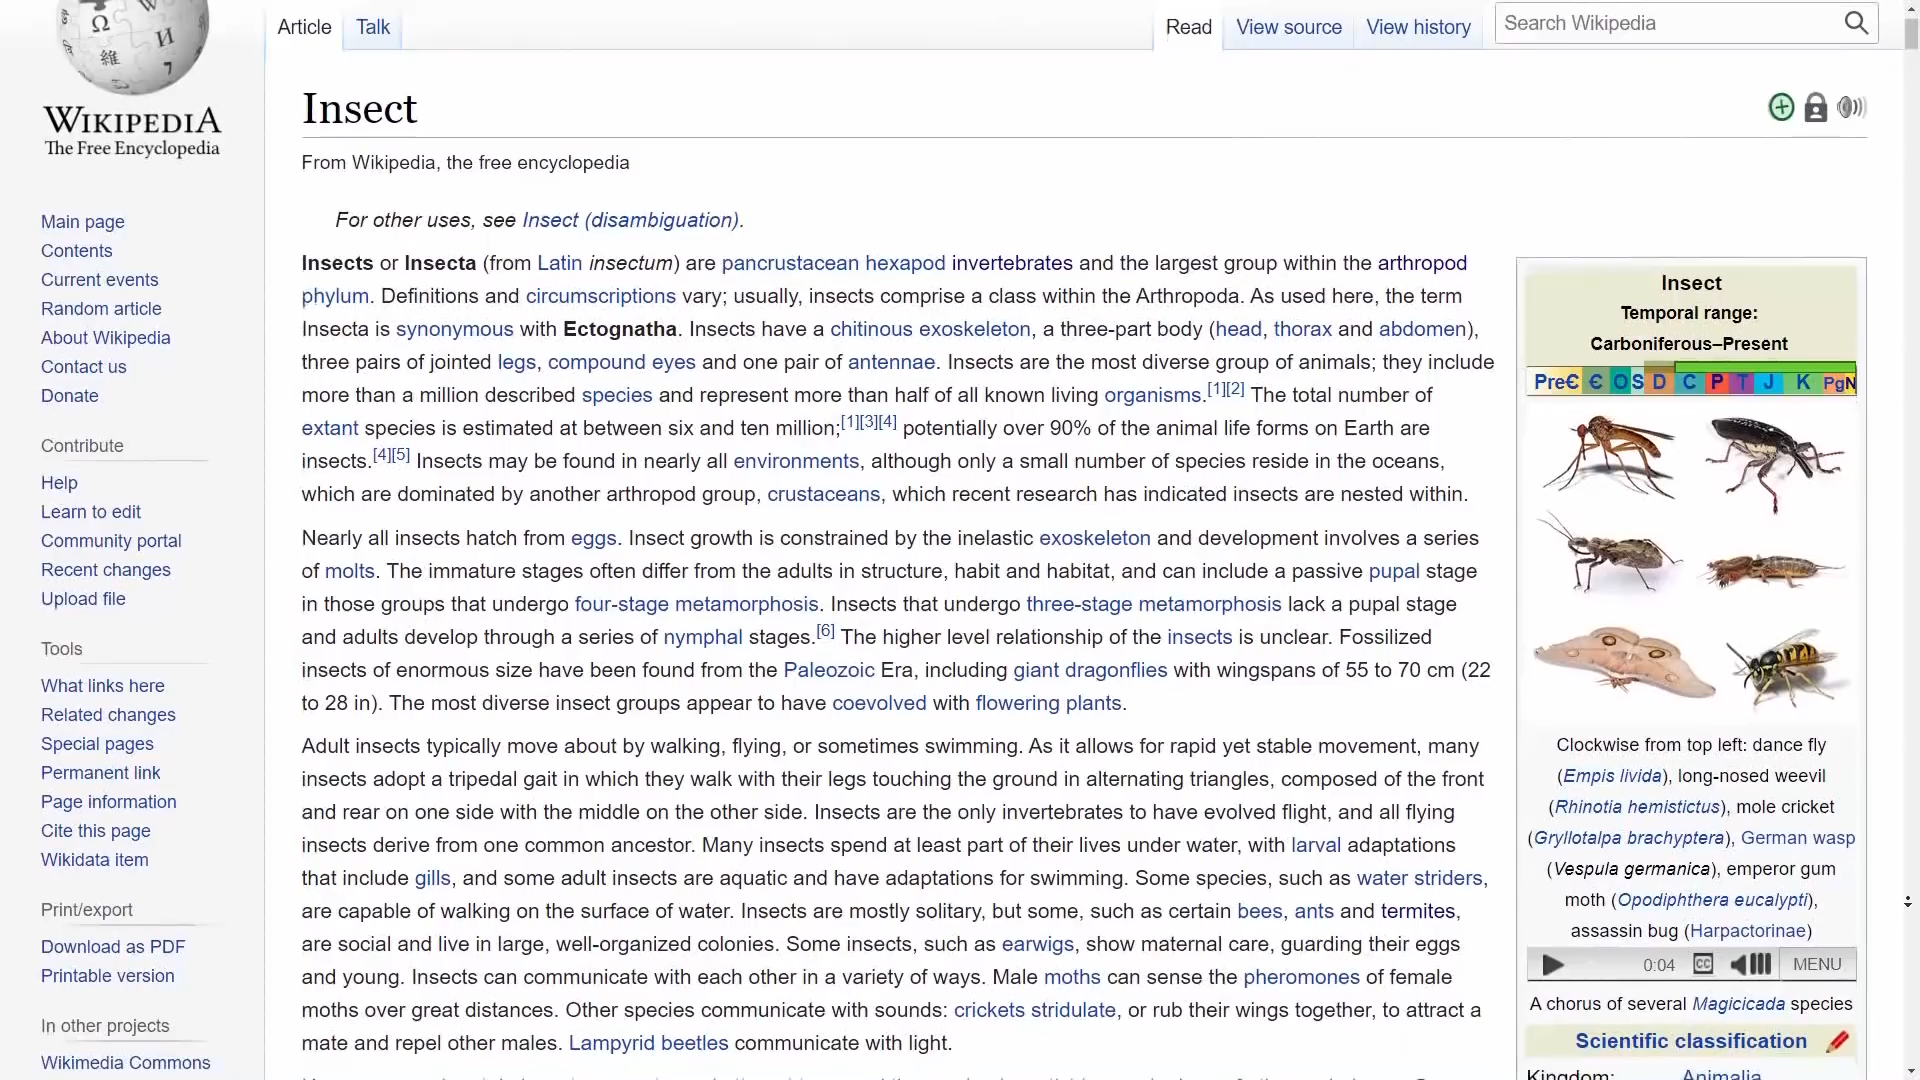 Article
Talk
Read
View source
View history
Search Wikipedia
WIKIPEDIA
The Free Encyclopedia
Main page
Contents
Current events
Random article
About Wikipedia
Contact us
Donate
Contribute
Help
Learn to edit
Community portal
Recent changes
Upload file
Tools
What links here
Related changes
Special pages
Permanent link
Page information
Cite this page
Wikidata item
Print/export
Download as PDF
Printable version
In other projects
Wikimedia Commons
Insect
From Wikipedia, the free encyclopedia
For other uses, see Insect (disambiguation).
Insects or Insecta (from Latin insectum) are pancrustacean hexapod invertebrates and the largest group within the arthropod
phylum. Definitions and circumscriptions vary; usually, insects comprise a class within the Arthropoda. As used here, the term
Insecta is synonymous with Ectognatha. Insects have a chitinous exoskeleton, a three-part body (head, thorax and abdomen),
three pairs of jointed legs, compound eyes and one pair of antennae. Insects are the most diverse group of animals; they include
more than a million described species and represent more than half of all known living organisms.[1][2] The total number of
extant species is estimated at between six and ten million;[1][3][4] potentially over 90% of the animal life forms on Earth are
insects.[4][5] Insects may be found in nearly all environments, although only a small number of species reside in the oceans,
which are dominated by another arthropod group, crustaceans, which recent research has indicated insects are nested within.
Nearly all insects hatch from eggs. Insect growth is constrained by the inelastic exoskeleton and development involves a series
of molts. The immature stages often differ from the adults in structure, habit and habitat, and can include a passive pupal stage
in those groups that undergo four-stage metamorphosis. Insects that undergo three-stage metamorphosis lack a pupal stage
and adults develop through a series of nymphal stages.[6] The higher level relationship of the insects is unclear. Fossilized
insects of enormous size have been found from the Paleozoic Era, including giant dragonflies with wingspans of 55 to 70 cm (22
to 28 in). The most diverse insect groups appear to have coevolved with flowering plants.
Adult insects typically move about by walking, flying, or sometimes swimming. As it allows for rapid yet stable movement, many
insects adopt a tripedal gait in which they walk with their legs touching the ground in alternating triangles, composed of the front
and rear on one side with the middle on the other side. Insects are the only invertebrates to have evolved flight, and all flying
insects derive from one common ancestor. Many insects spend at least part of their lives under water, with larval adaptations
that include gills, and some adult insects are aquatic and have adaptations for swimming. Some species, such as water striders,
are capable of walking on the surface of water. Insects are mostly solitary, but some, such as certain bees, ants and termites,
are social and live in large, well-organized colonies. Some insects, such as earwigs, show maternal care, guarding their eggs
and young. Insects can communicate with each other in a variety of ways. Male moths can sense the pheromones of female
moths over great distances. Other species communicate with sounds: crickets stridulate, or rub their wings together, to attract a
mate and repel other males. Lampyrid beetles communicate with light.
Insect
Temporal range:
Carboniferous–Present
PreЄ Є O S D C P T J K Pg N
Clockwise from top left: dance fly
(Empis livida), long-nosed weevil
(Rhinotia hemistictus), mole cricket
(Gryllotalpa brachyptera), German wasp
(Vespula germanica), emperor gum
moth (Opodiphthera eucalypti),
assassin bug (Harpactorinae)
0:04 CC MENU
A chorus of several Magicicada species
Scientific classification
Kingdom: Animalia